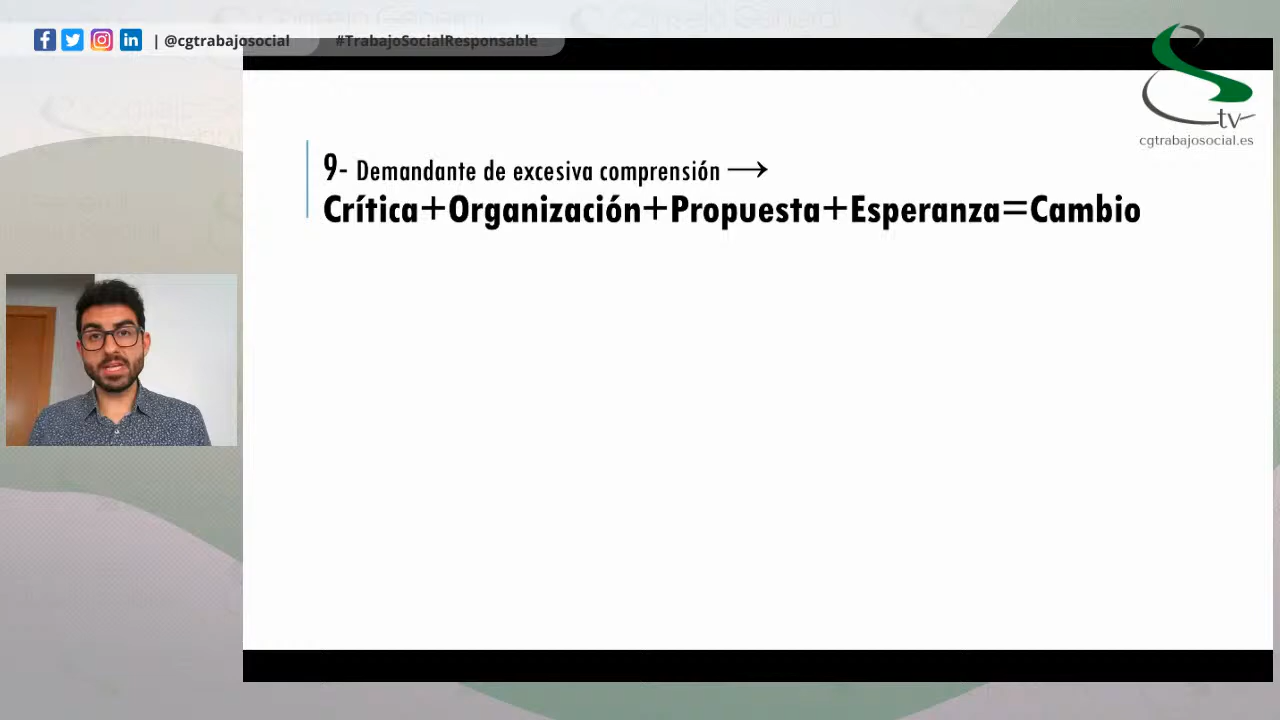 | @cgtrabajosocial
#TrabajoSocialResponsable
tv
cgtrabajosocial.es
9- Demandante de excesiva comprensión →
Crítica+Organización+Propuesta+Esperanza=Cambio